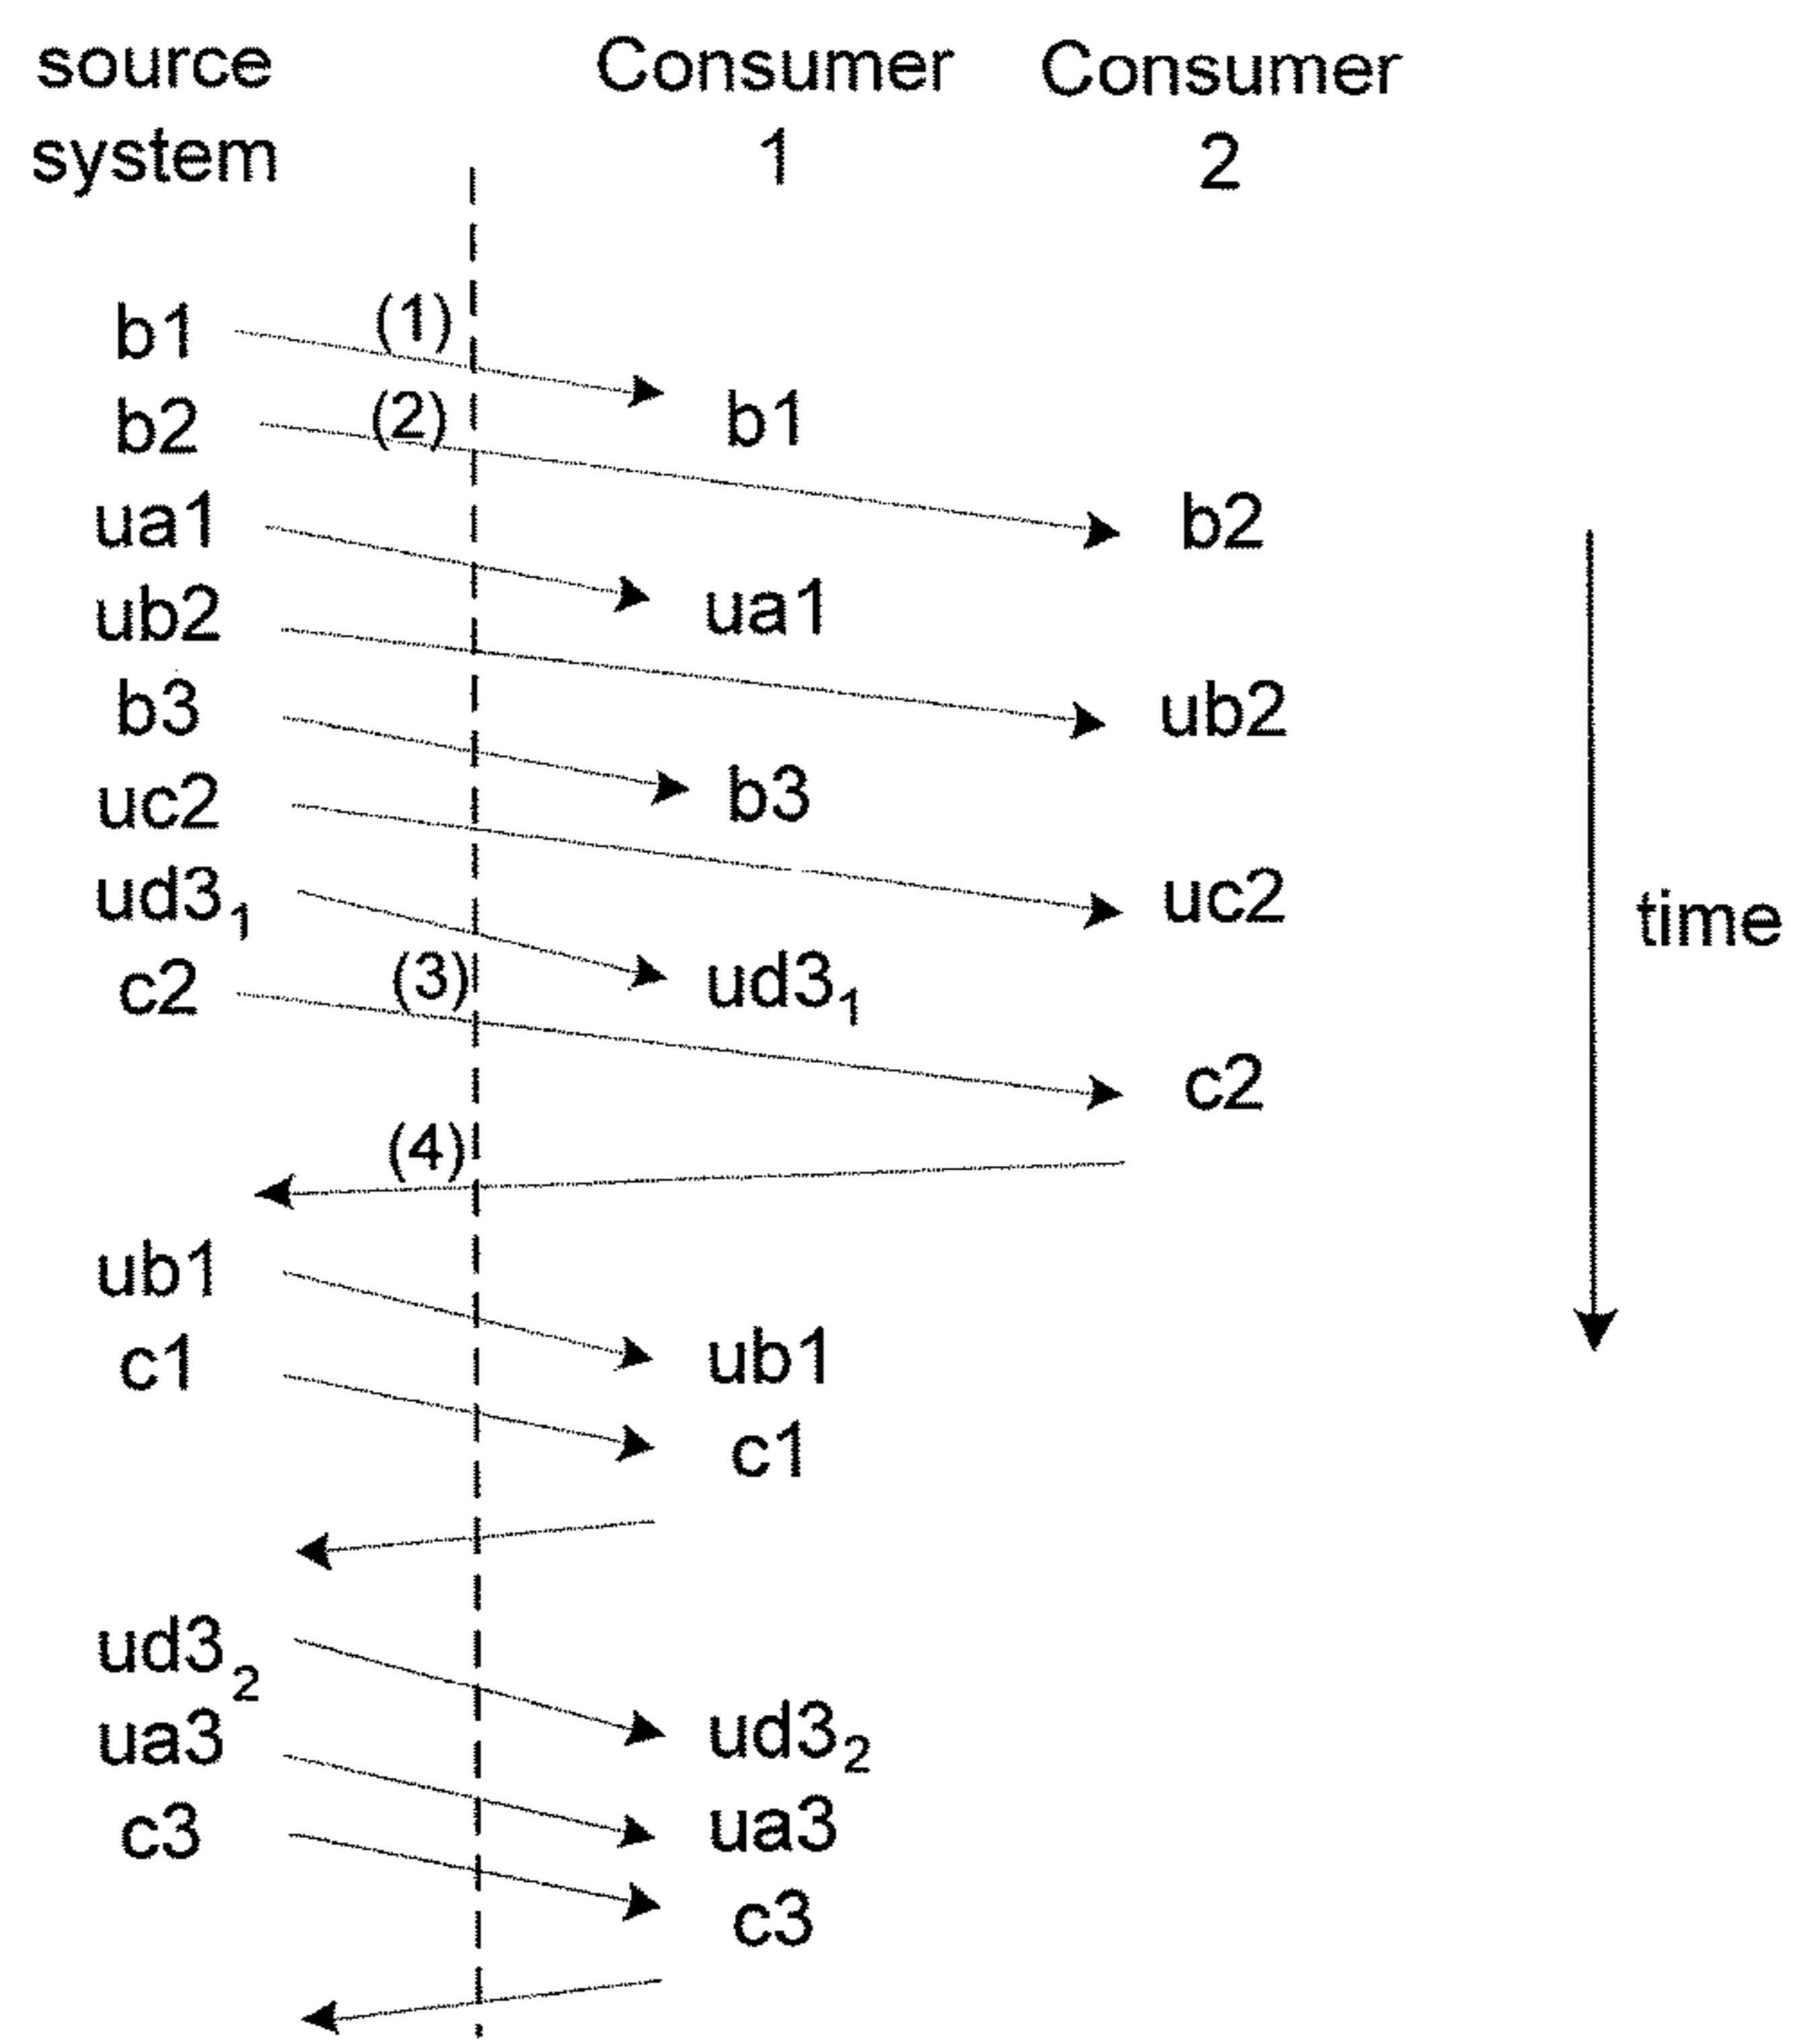 source system
Consumer 1
Consumer 2
b1
(1)
b1
b2
(2)
b2
ua1
ua1
ub2
ub2
b3
b3
uc2
uc2
ud3₁
ud3₁
c2
(3)
c2
(4)
ub1
ub1
c1
c1
ud3₂
ud3₂
ua3
ua3
c3
c3
time